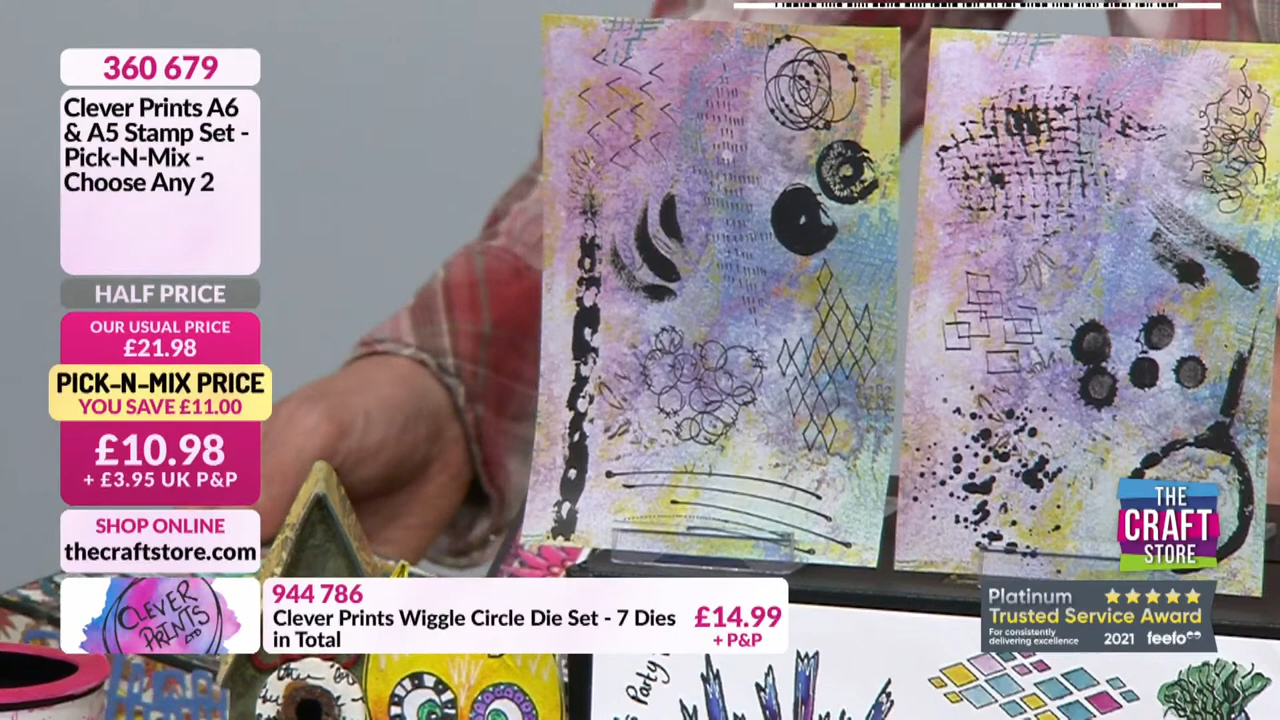 360 679
Clever Prints A6
& A5 Stamp Set -
Pick-N-Mix -
Choose Any 2
HALF PRICE
OUR USUAL PRICE
£21.98
PICK-N-MIX PRICE
YOU SAVE £11.00
£10.98
+ £3.95 UK P&P
SHOP ONLINE
thecraftstore.com
CLEVER
PRINTS LTD
944 786
Clever Prints Wiggle Circle Die Set - 7 Dies
in Total
£14.99
+ P&P
THE
CRAFT
STORE
Platinum
Trusted Service Award
For consistently
delivering excellence
2021 feefo
Party